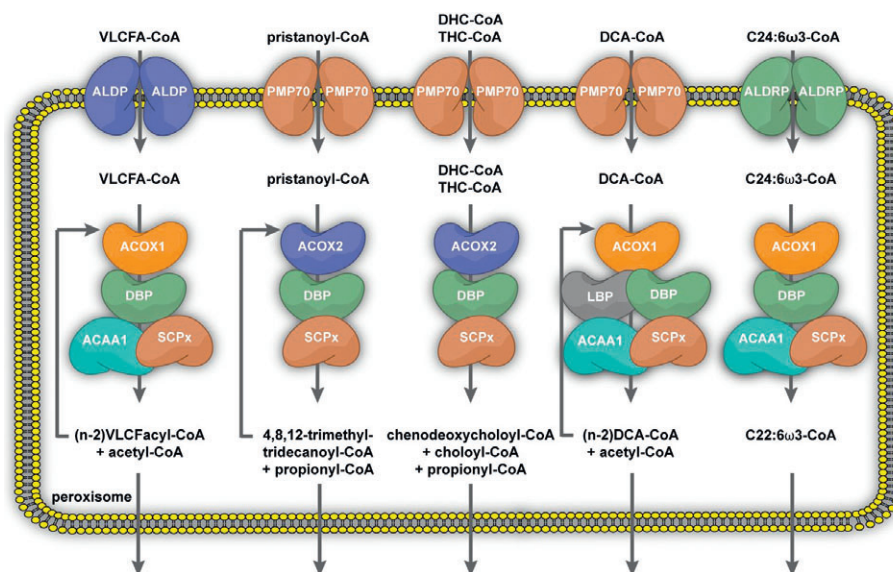 VLCFA-CoA
pristanoyl-CoA
DHC-CoA
THC-CoA
DCA-CoA
C24:6ω3-CoA
ALDP ALDP
PMP70 PMP70
PMP70 PMP70
PMP70 PMP70
ALDRP ALDRP
VLCFA-CoA
pristanoyl-CoA
DHC-CoA
THC-CoA
DCA-CoA
C24:6ω3-CoA
ACOX1
ACOX2
ACOX2
ACOX1
ACOX1
DBP
DBP
DBP
LBP DBP
DBP
ACAA1 SCPx
SCPx
SCPx
ACAA1 SCPx
ACAA1 SCPx
(n-2)VLCFacyl-CoA
+ acetyl-CoA
4,8,12-trimethyl-
tridecanoyl-CoA
+ propionyl-CoA
chenodeoxycholoyl-CoA
+ choloyl-CoA
+ propionyl-CoA
(n-2)DCA-CoA
+ acetyl-CoA
C22:6ω3-CoA
peroxisome